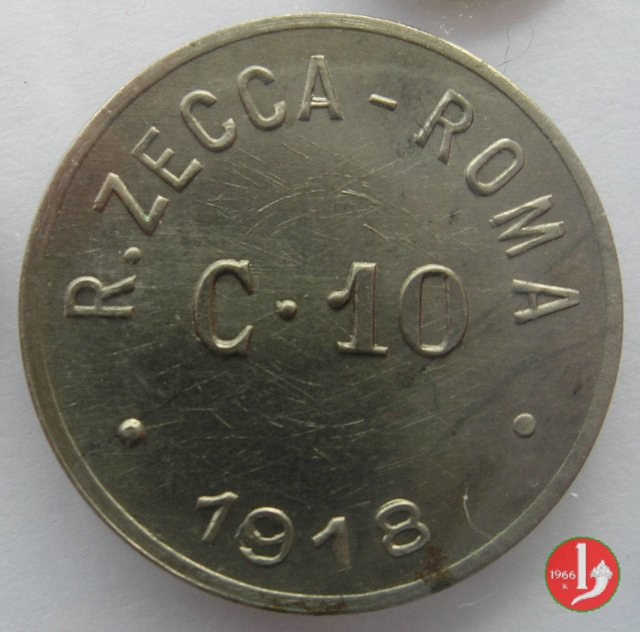 R. ZECCA - ROMA
C · 10
1918
1966
R